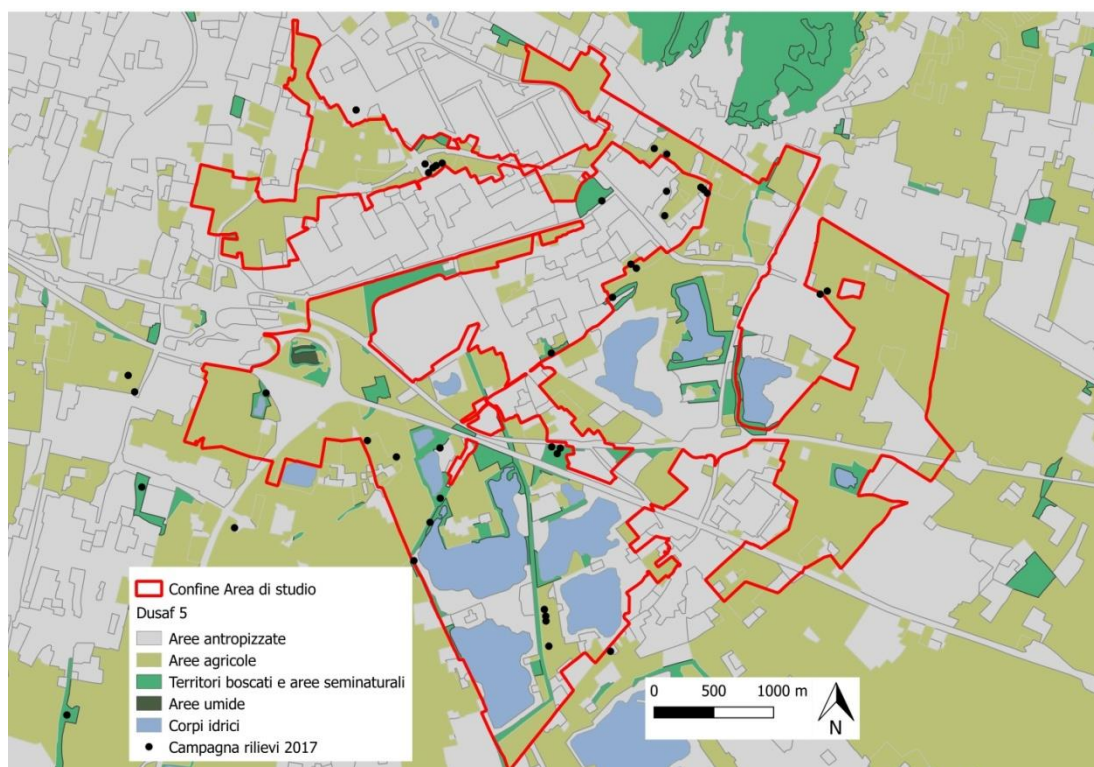 Confine Area di studio
Dusaf 5
Aree antropizzate
Aree agricole
Territori boscati e aree seminaturali
Aree umide
Corpi idrici
Campagna rilievi 2017
0 500 1000 m
N